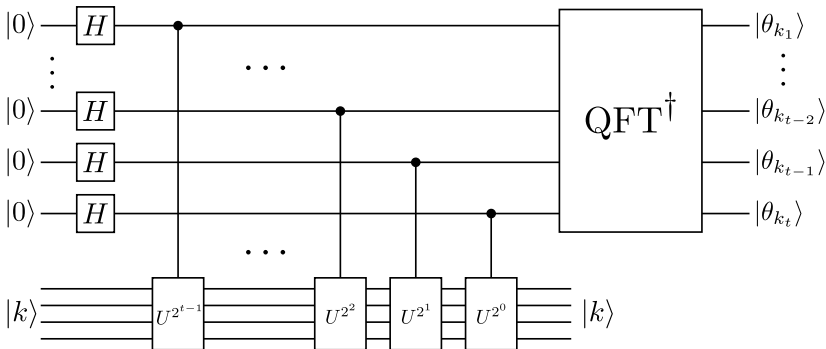 |0⟩ H |θ_{k_1}⟩
⋮ ⋯ ⋮
|0⟩ H QFT† |θ_{k_{t−2}}⟩
|0⟩ H |θ_{k_{t−1}}⟩
|0⟩ H |θ_{k_t}⟩
⋯
|k⟩ U^{2^{t−1}} U^{2^2} U^{2^1} U^{2^0} |k⟩